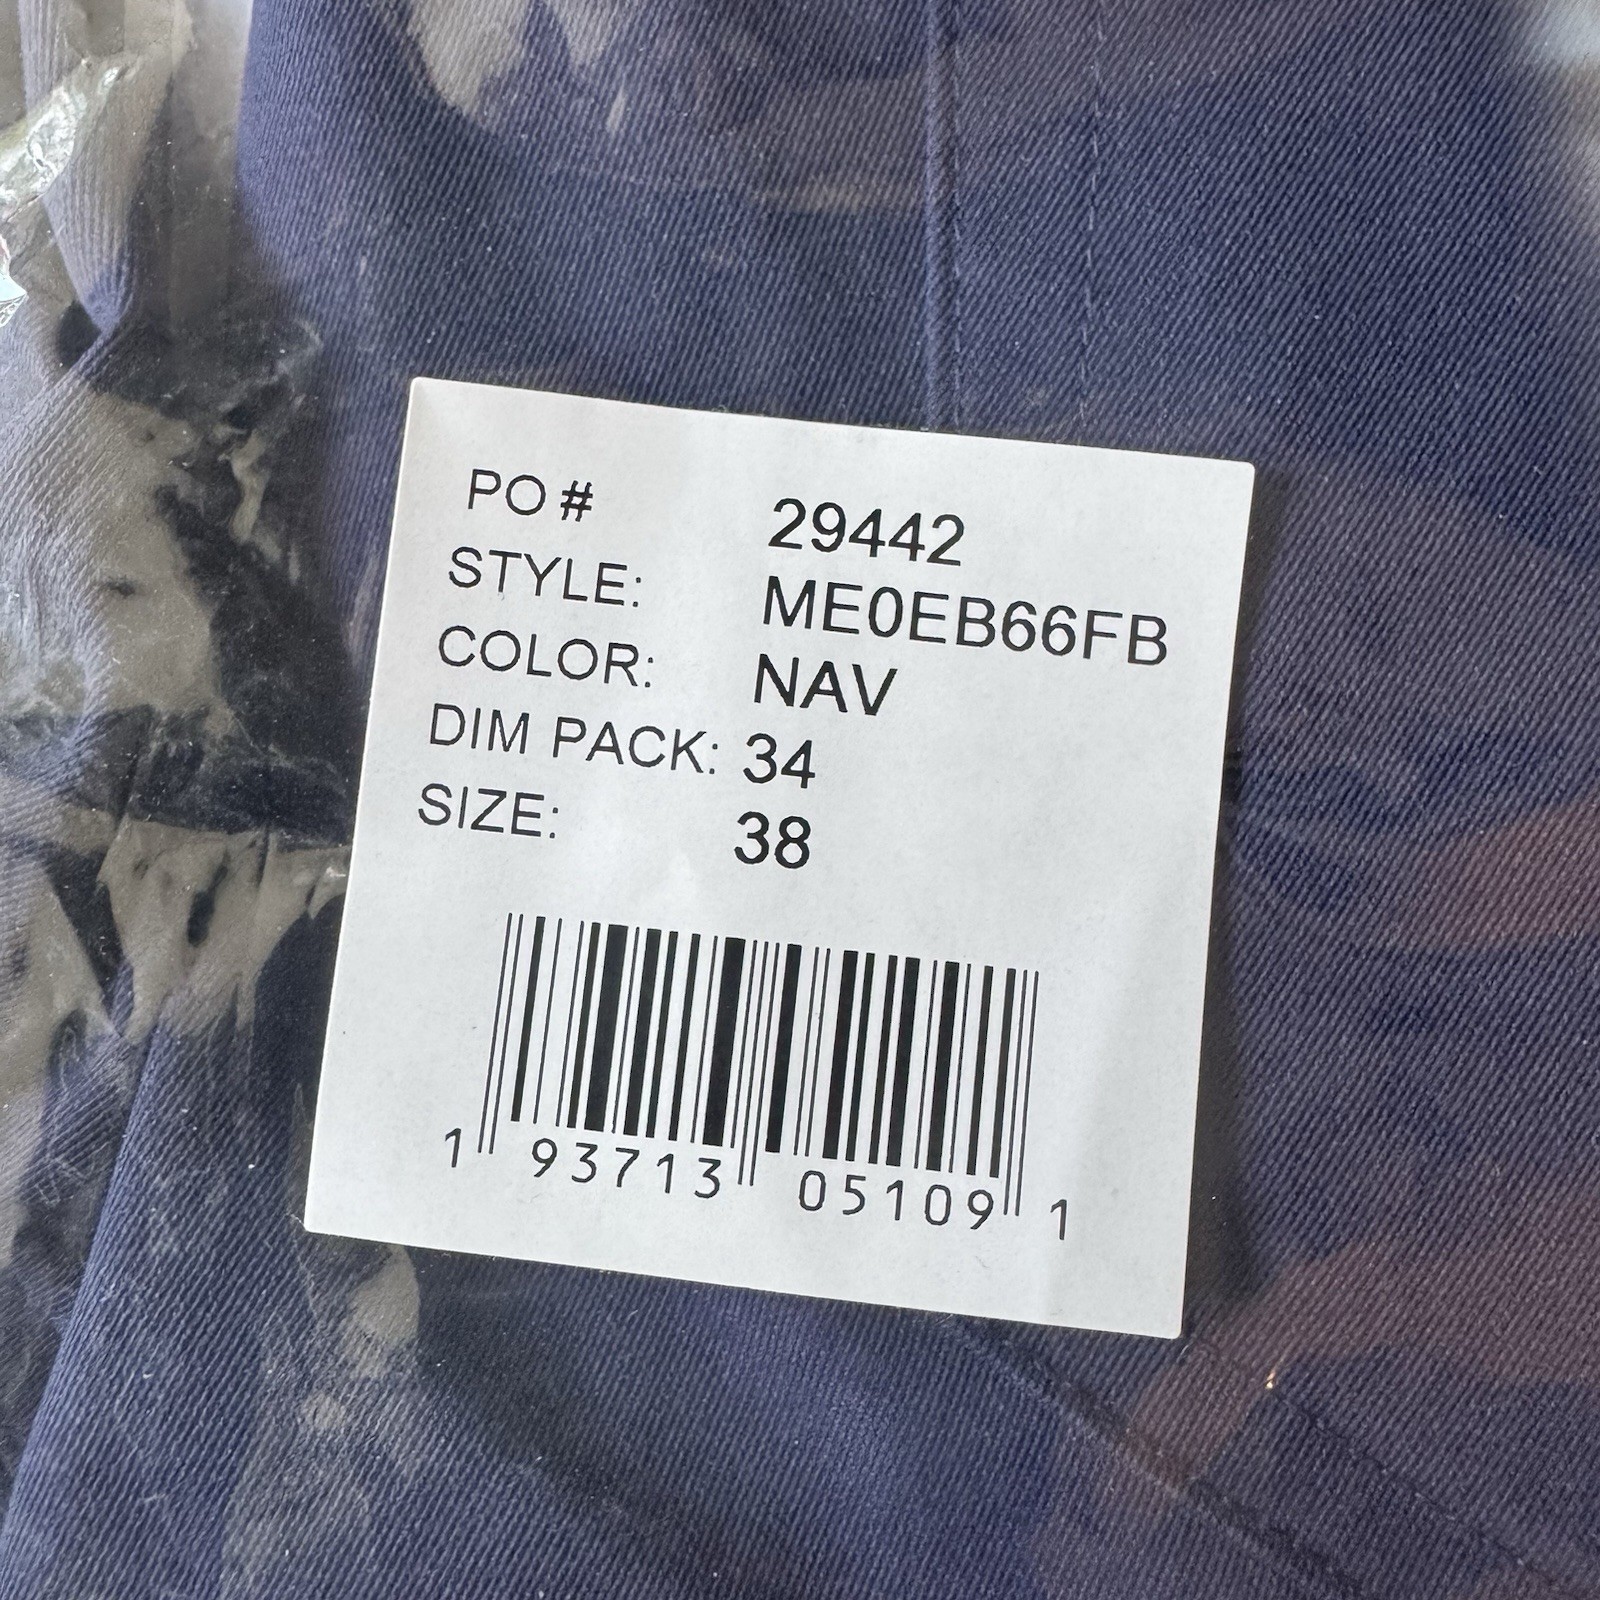 PO # 29442
STYLE: ME0EB66FB
COLOR: NAV
DIM PACK: 34
SIZE: 38
1 93713 05109 1